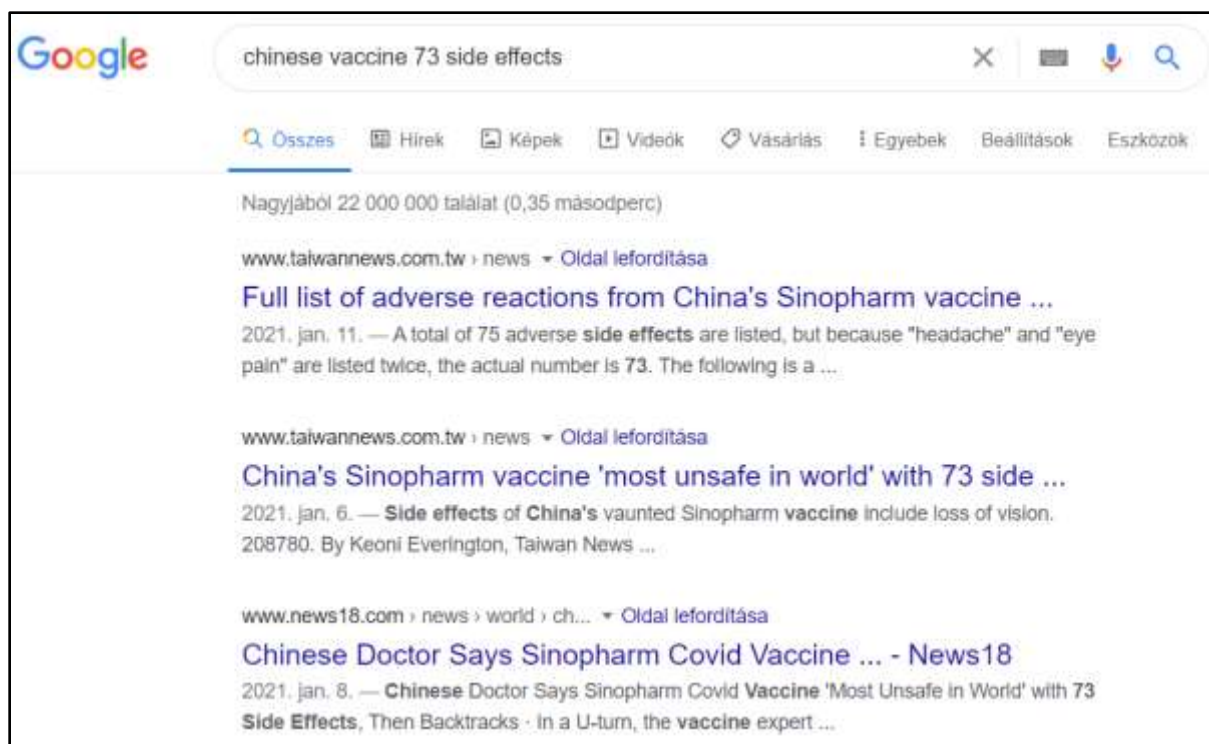 Google
chinese vaccine 73 side effects
Összes Hírek Képek Videók Vásárlás Egyebek Beállítások Eszközök
Nagyjából 22 000 000 találat (0,35 másodperc)
www.taiwannews.com.tw › news Oldal lefordítása
Full list of adverse reactions from China's Sinopharm vaccine ...
2021. jan. 11. — A total of 75 adverse side effects are listed, but because "headache" and "eye
pain" are listed twice, the actual number is 73. The following is a ...
www.taiwannews.com.tw › news Oldal lefordítása
China's Sinopharm vaccine 'most unsafe in world' with 73 side ...
2021. jan. 6. — Side effects of China's vaunted Sinopharm vaccine include loss of vision.
208780. By Keoni Everington, Taiwan News ...
www.news18.com › news › world › ch... Oldal lefordítása
Chinese Doctor Says Sinopharm Covid Vaccine ... - News18
2021. jan. 8. — Chinese Doctor Says Sinopharm Covid Vaccine 'Most Unsafe in World' with 73
Side Effects, Then Backtracks · in a U-turn, the vaccine expert ...